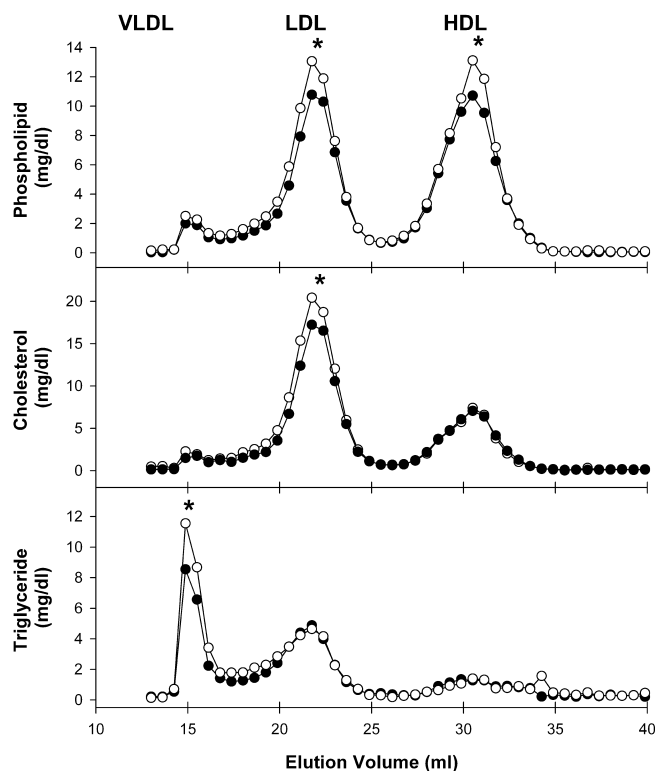 VLDL LDL HDL
* *
14
12
10
8
6
4
2
0
Phospholipid
(mg/dl)
*
20
15
10
5
0
Cholesterol
(mg/dl)
*
12
10
8
6
4
2
0
Triglyceride
(mg/dl)
10 15 20 25 30 35 40
Elution Volume (ml)